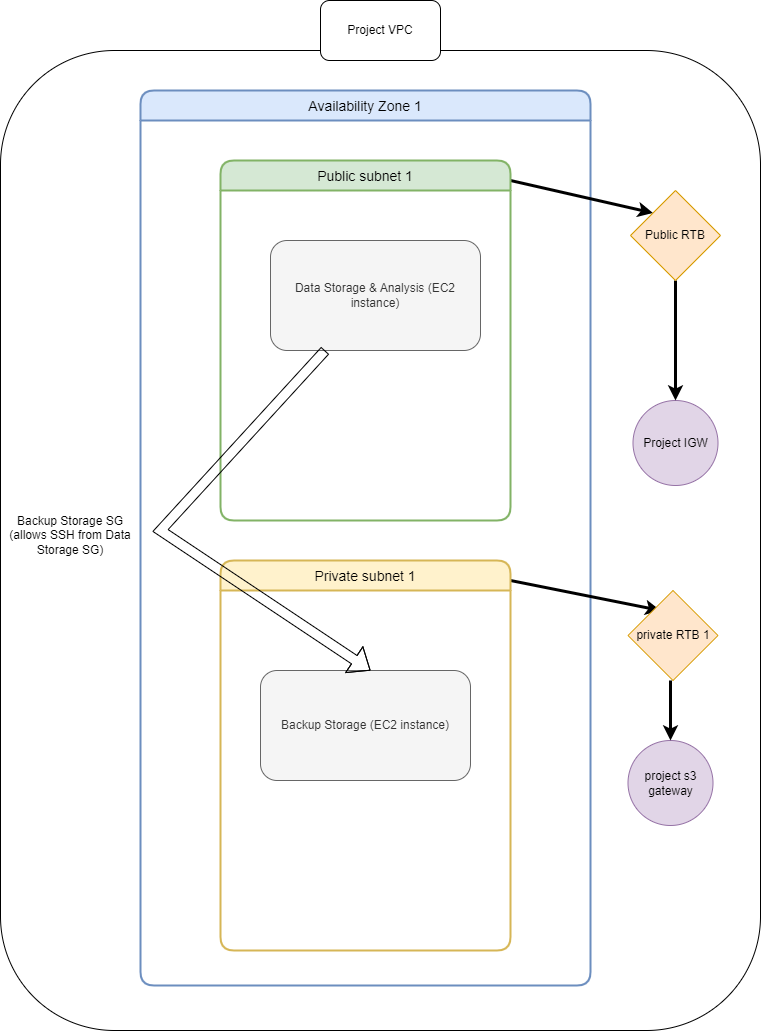 Project VPC
Availability Zone 1
Public subnet 1
Public RTB
Data Storage & Analysis (EC2
instance)
Project IGW
Backup Storage SG
(allows SSH from Data
Storage SG)
Private subnet 1
private RTB 1
Backup Storage (EC2 instance)
project s3
gateway